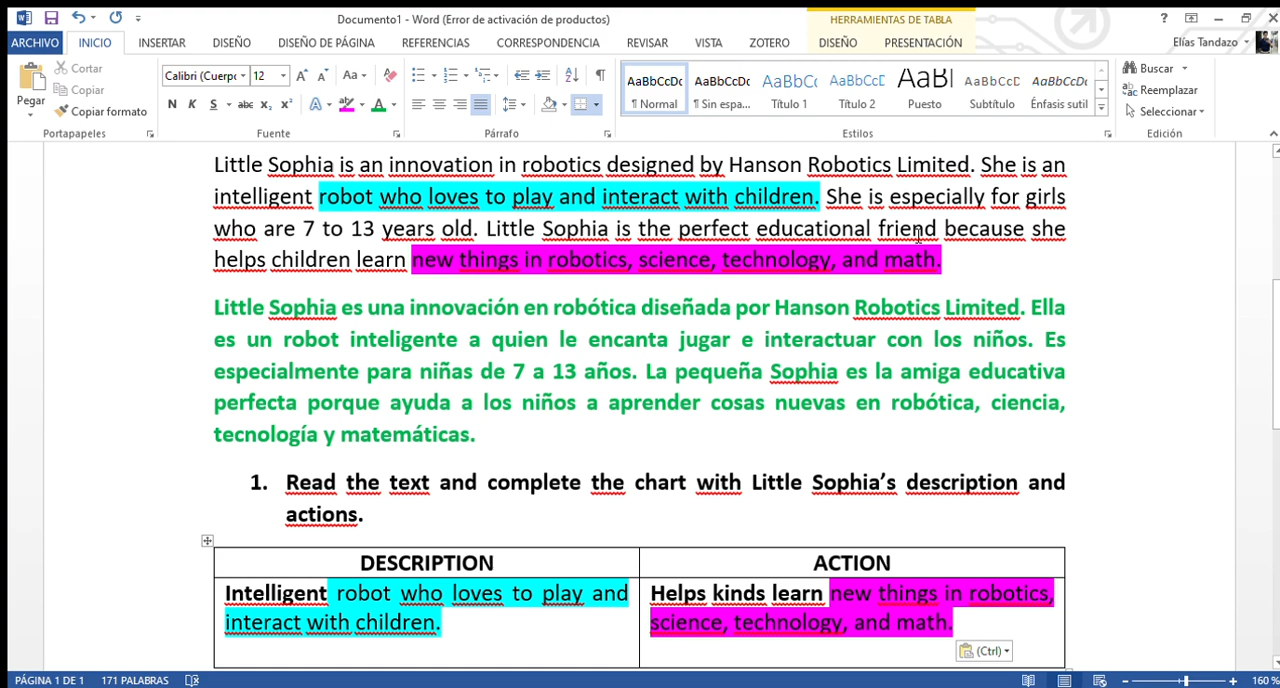 Documento1 - Word (Error de activación de productos)
HERRAMIENTAS DE TABLA
ARCHIVO INICIO INSERTAR DISEÑO DISEÑO DE PÁGINA REFERENCIAS CORRESPONDENCIA REVISAR VISTA ZOTERO DISEÑO PRESENTACIÓN Elías Tandazo
Pegar
Cortar
Copiar
Copiar formato
Portapapeles
Calibri (Cuerpo 12
Aa
N K S abc x₂ x² A
Fuente
Párrafo
AaBbCcDc AaBbCcDc AaBbCc AaBbCcD AaBl AaBbCcDc AaBbCcDc
¶ Normal ¶ Sin espa... Título 1 Título 2 Puesto Subtítulo Énfasis sutil
Estilos
Buscar
Reemplazar
Seleccionar
Edición
Little Sophia is an innovation in robotics designed by Hanson Robotics Limited. She is an
intelligent robot who loves to play and interact with children. She is especially for girls
who are 7 to 13 years old. Little Sophia is the perfect educational friend because she
helps children learn new things in robotics, science, technology, and math.
Little Sophia es una innovación en robótica diseñada por Hanson Robotics Limited. Ella
es un robot inteligente a quien le encanta jugar e interactuar con los niños. Es
especialmente para niñas de 7 a 13 años. La pequeña Sophia es la amiga educativa
perfecta porque ayuda a los niños a aprender cosas nuevas en robótica, ciencia,
tecnología y matemáticas.
1. Read the text and complete the chart with Little Sophia’s description and
actions.
DESCRIPTION
ACTION
Intelligent robot who loves to play and
interact with children.
Helps kinds learn new things in robotics,
science, technology, and math.
(Ctrl)
PÁGINA 1 DE 1 171 PALABRAS 160 %